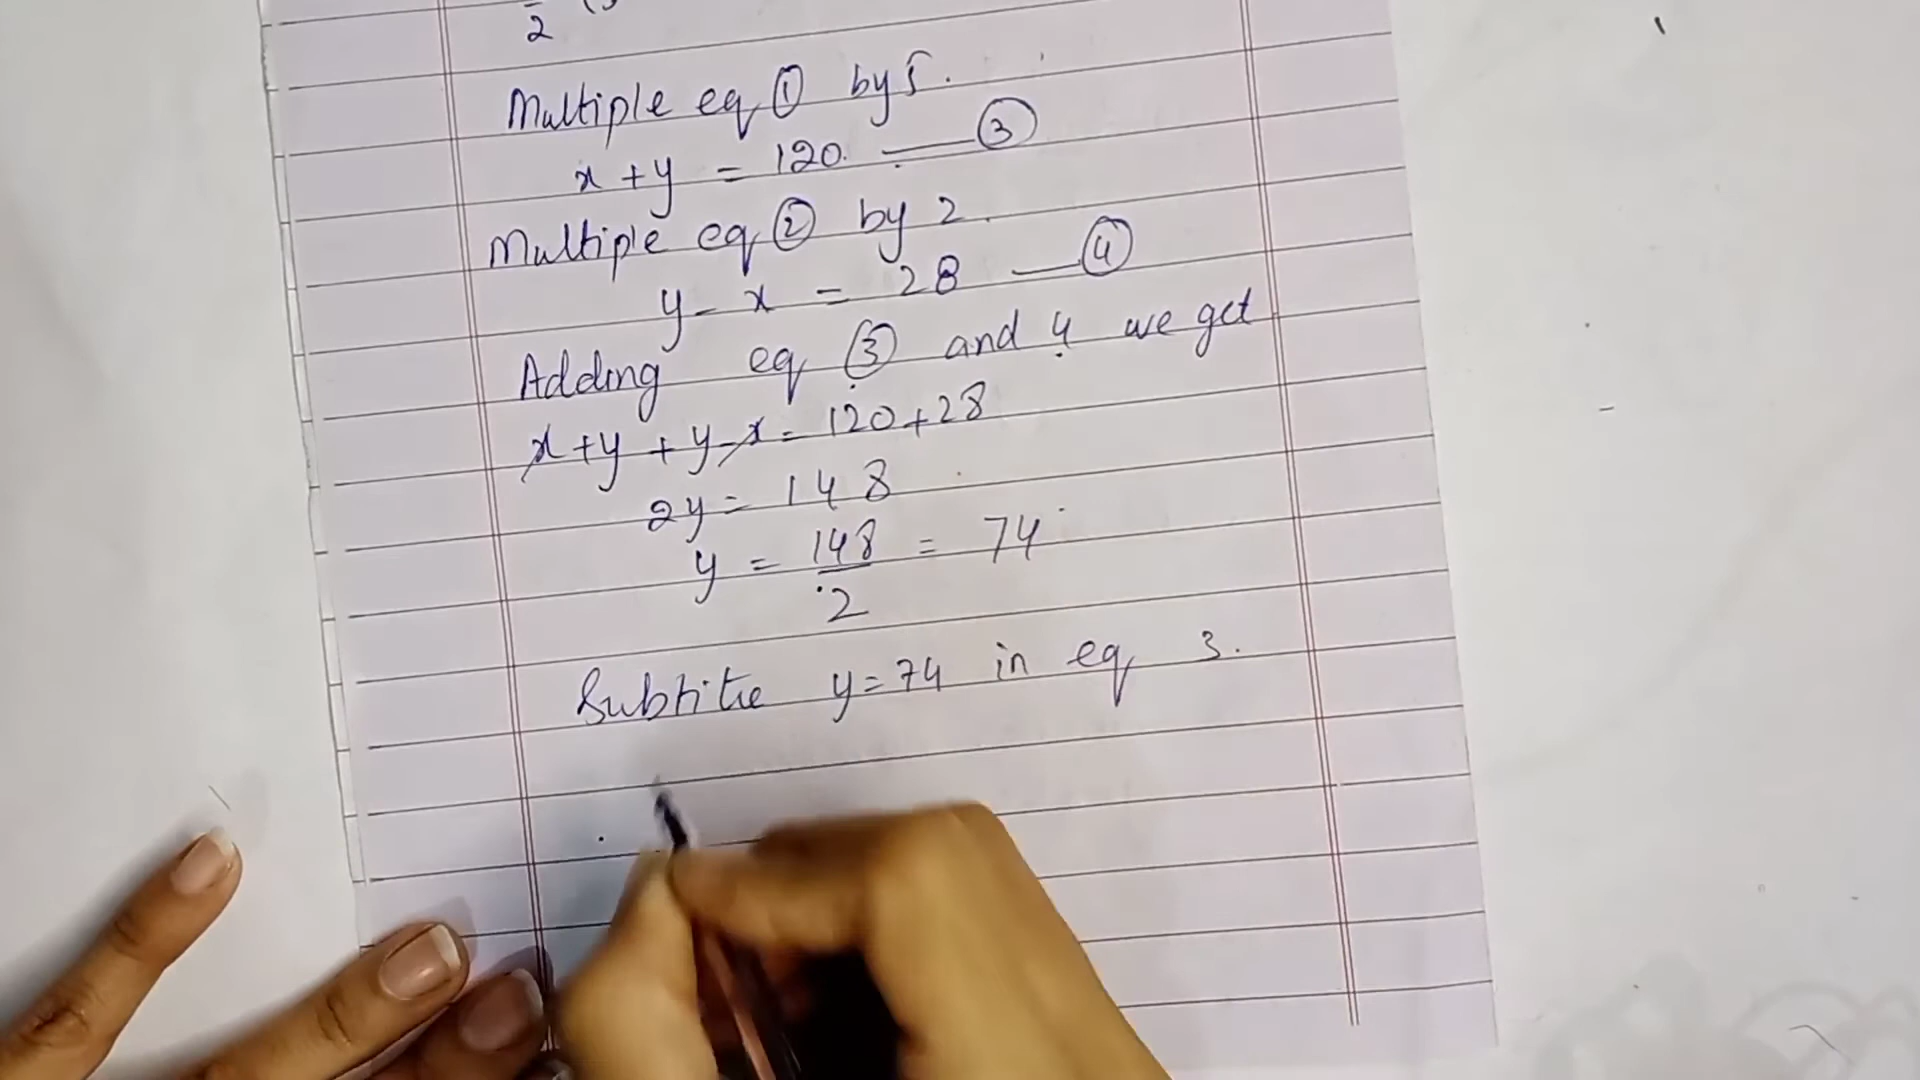 2
Multiple eq ① by 5.
x + y = 120. —— ③
Multiple eq ② by 2.
y - x = 28 — ④
Adding eq ③ and 4 we get
x + y + y - x = 120 + 28
2y = 148
y = 148/2 = 74
Subtitue y = 74 in eq 3.